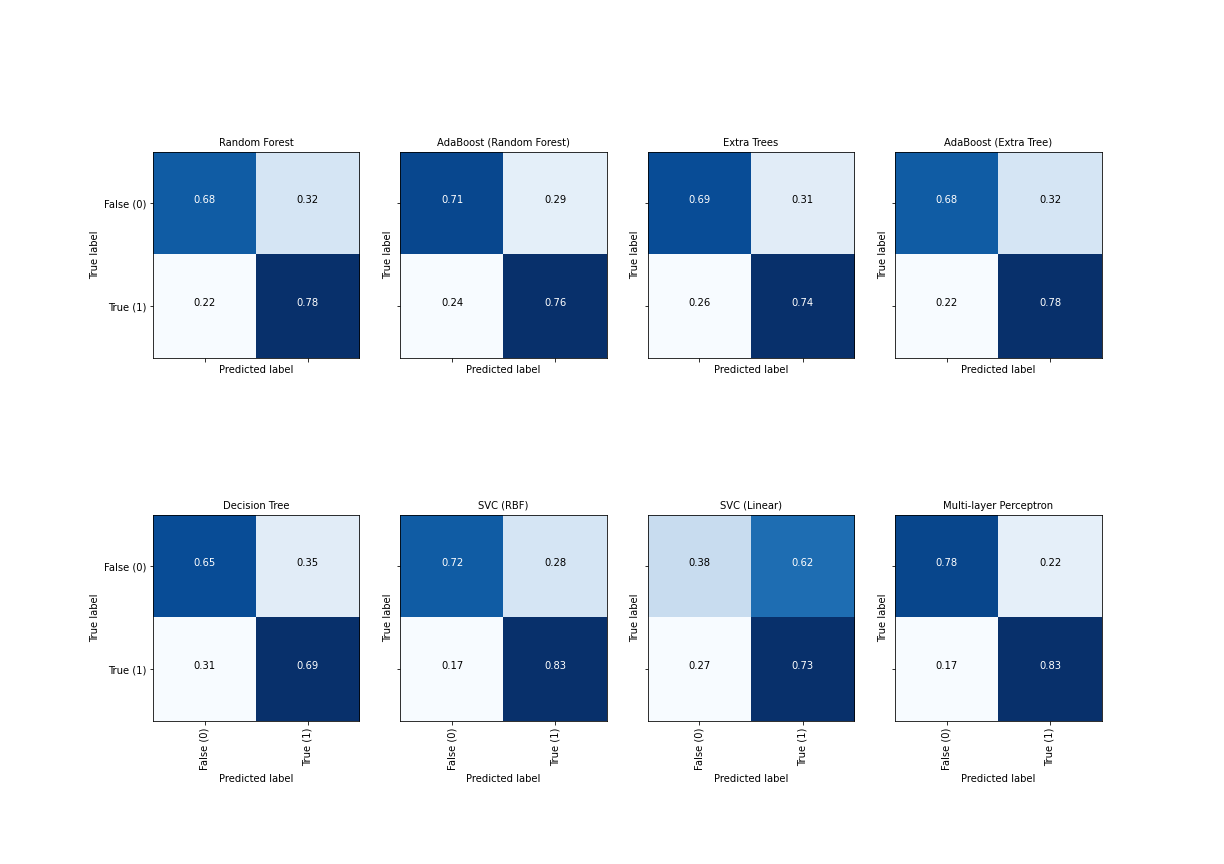 Random Forest
AdaBoost (Random Forest)
Extra Trees
AdaBoost (Extra Tree)
False (0)
True (1)
True label
0.68 0.32
0.22 0.78
Predicted label
True label
0.71 0.29
0.24 0.76
Predicted label
True label
0.69 0.31
0.26 0.74
Predicted label
True label
0.68 0.32
0.22 0.78
Predicted label
Decision Tree
SVC (RBF)
SVC (Linear)
Multi-layer Perceptron
False (0)
True (1)
True label
0.65 0.35
0.31 0.69
False (0)
True (1)
Predicted label
True label
0.72 0.28
0.17 0.83
False (0)
True (1)
Predicted label
True label
0.38 0.62
0.27 0.73
False (0)
True (1)
Predicted label
True label
0.78 0.22
0.17 0.83
False (0)
True (1)
Predicted label